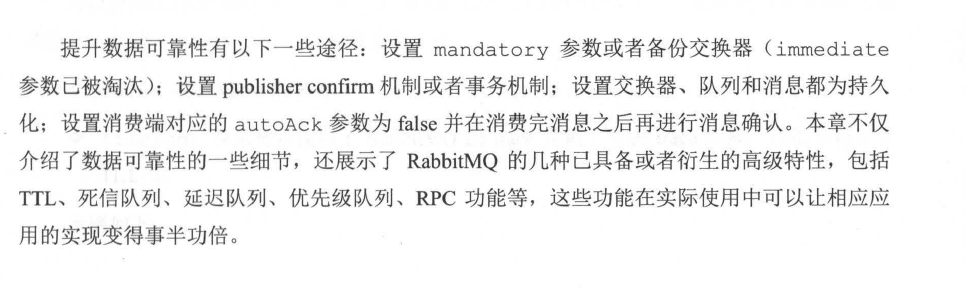 提升数据可靠性有以下一些途径：设置 mandatory 参数或者备份交换器（immediate
参数已被淘汰）；设置 publisher confirm 机制或者事务机制；设置交换器、队列和消息都为持久
化；设置消费端对应的 autoAck 参数为 false 并在消费完消息之后再进行消息确认。本章不仅
介绍了数据可靠性的一些细节，还展示了 RabbitMQ 的几种已具备或者衍生的高级特性，包括
TTL、死信队列、延迟队列、优先级队列、RPC 功能等，这些功能在实际使用中可以让相应应
用的实现变得事半功倍。